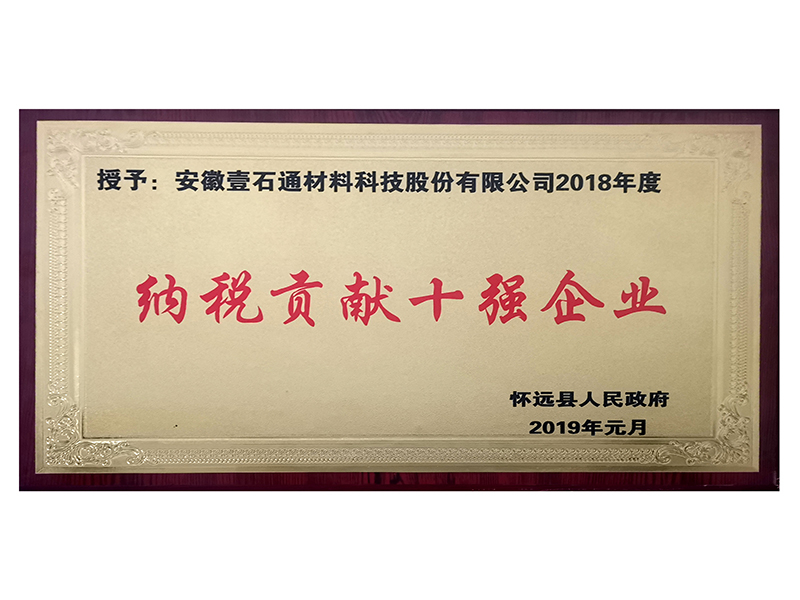 授予：安徽壹石通材料科技股份有限公司2018年度
纳税贡献十强企业
怀远县人民政府
2019年元月